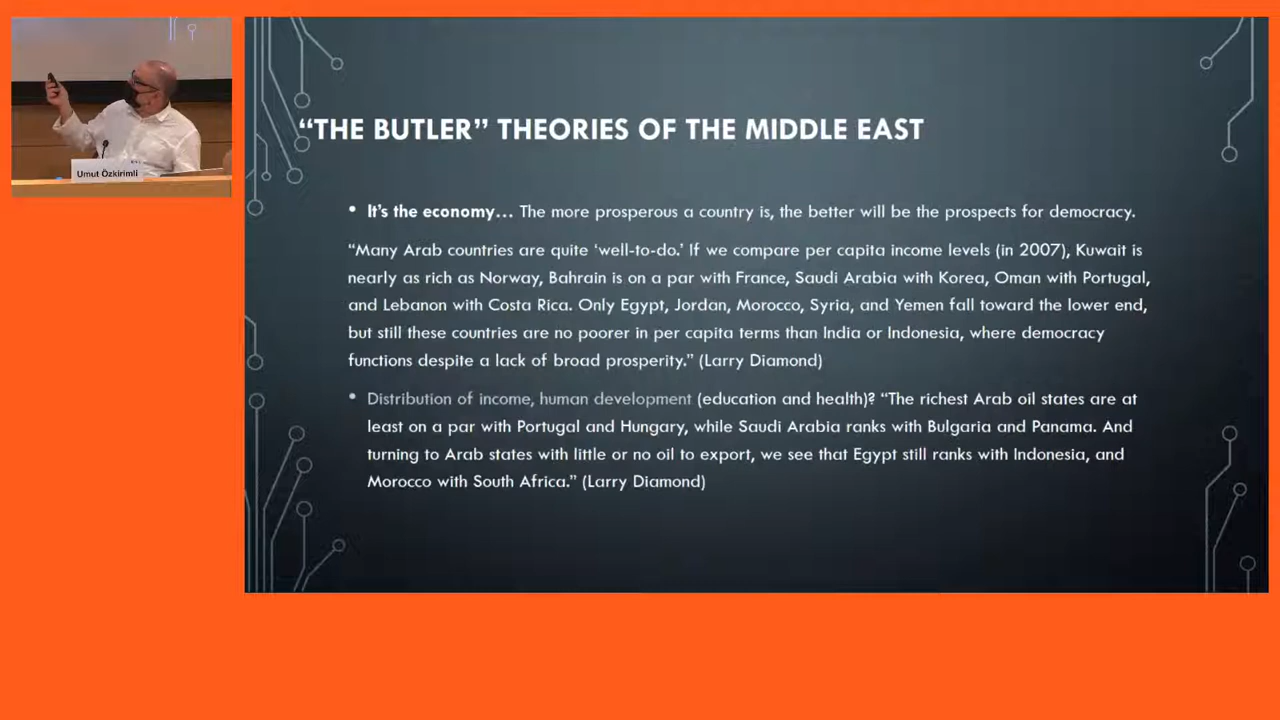 “THE BUTLER” THEORIES OF THE MIDDLE EAST
• It’s the economy… The more prosperous a country is, the better will be the prospects for democracy.
“Many Arab countries are quite ‘well-to-do.’ If we compare per capita income levels (in 2007), Kuwait is
nearly as rich as Norway, Bahrain is on a par with France, Saudi Arabia with Korea, Oman with Portugal,
and Lebanon with Costa Rica. Only Egypt, Jordan, Morocco, Syria, and Yemen fall toward the lower end,
but still these countries are no poorer in per capita terms than India or Indonesia, where democracy
functions despite a lack of broad prosperity.” (Larry Diamond)
• Distribution of income, human development (education and health)? “The richest Arab oil states are at
least on a par with Portugal and Hungary, while Saudi Arabia ranks with Bulgaria and Panama. And
turning to Arab states with little or no oil to export, we see that Egypt still ranks with Indonesia, and
Morocco with South Africa.” (Larry Diamond)
Umut Özkirimli